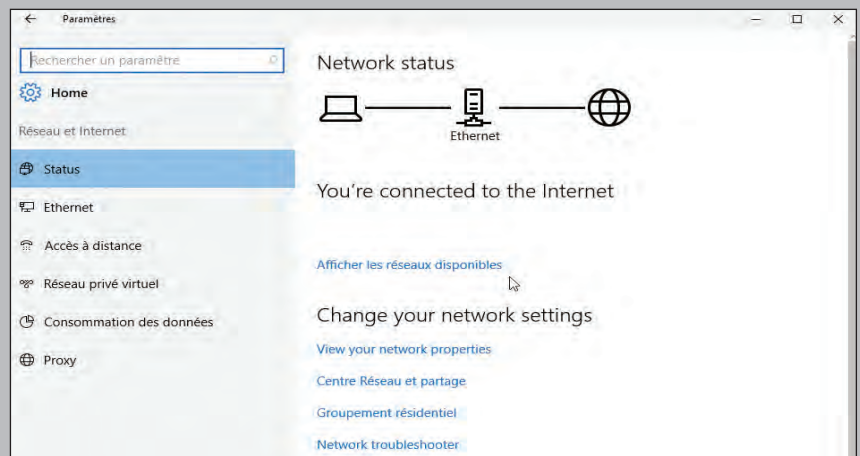 Paramètres
Rechercher un paramètre
Home
Réseau et Internet
Status
Ethernet
Accès à distance
Réseau privé virtuel
Consommation des données
Proxy
Network status
Ethernet
You're connected to the Internet
Afficher les réseaux disponibles
Change your network settings
View your network properties
Centre Réseau et partage
Groupement résidentiel
Network troubleshooter